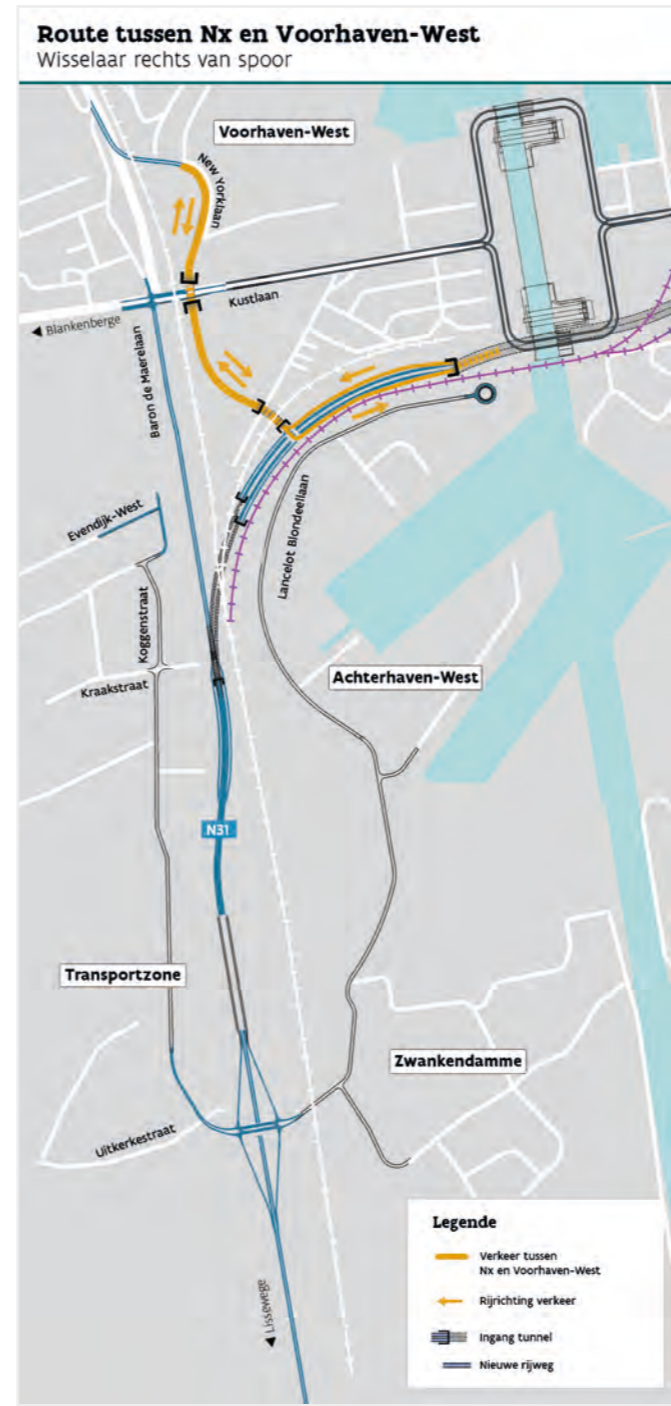 Route tussen Nx en Voorhaven-West
Wisselaar rechts van spoor
Voorhaven-West
New Yorklaan
Kustlaan
◄ Blankenberge
Baron de Maerelaan
Evendijk-West
Lancelot Blondeellaan
Koggenstraat
Achterhaven-West
Kraakstraat
N31
Transportzone
Zwankendamme
Uitkerkestraat
Legende
Verkeer tussen
Nx en Voorhaven-West
Rijrichting verkeer
Ingang tunnel
Nieuwe rijweg
◄ Lissewege